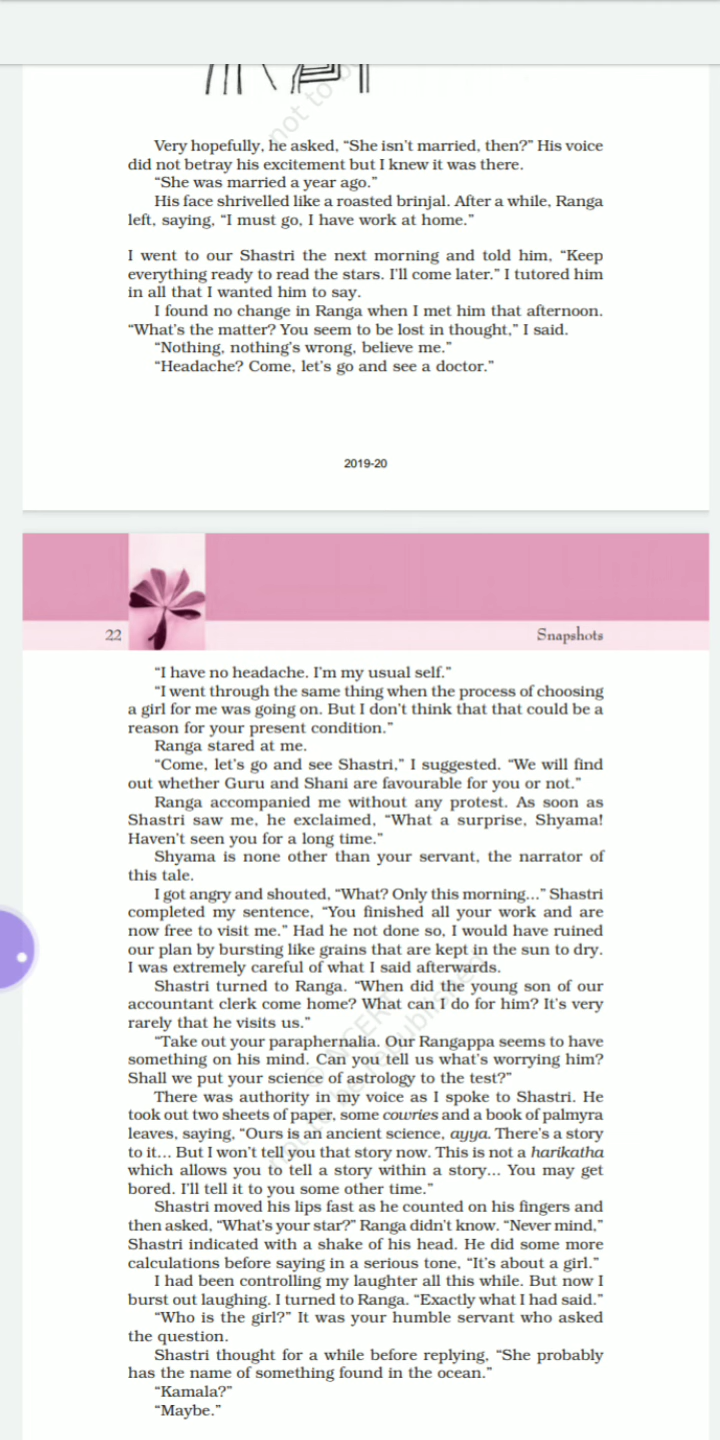 not to b
Very hopefully, he asked, “She isn’t married, then?” His voice
did not betray his excitement but I knew it was there.
“She was married a year ago.”
His face shrivelled like a roasted brinjal. After a while, Ranga
left, saying, “I must go, I have work at home.”
I went to our Shastri the next morning and told him, “Keep
everything ready to read the stars. I’ll come later.” I tutored him
in all that I wanted him to say.
I found no change in Ranga when I met him that afternoon.
“What’s the matter? You seem to be lost in thought,” I said.
“Nothing, nothing’s wrong, believe me.”
“Headache? Come, let’s go and see a doctor.”
2019-20
22
Snapshots
“I have no headache. I’m my usual self.”
“I went through the same thing when the process of choosing
a girl for me was going on. But I don’t think that that could be a
reason for your present condition.”
Ranga stared at me.
“Come, let’s go and see Shastri,” I suggested. “We will find
out whether Guru and Shani are favourable for you or not.”
Ranga accompanied me without any protest. As soon as
Shastri saw me, he exclaimed, “What a surprise, Shyama!
Haven’t seen you for a long time.”
Shyama is none other than your servant, the narrator of
this tale.
I got angry and shouted, “What? Only this morning...” Shastri
completed my sentence, “You finished all your work and are
now free to visit me.” Had he not done so, I would have ruined
our plan by bursting like grains that are kept in the sun to dry.
I was extremely careful of what I said afterwards.
Shastri turned to Ranga. “When did the young son of our
accountant clerk come home? What can I do for him? It’s very
rarely that he visits us.”
“Take out your paraphernalia. Our Rangappa seems to have
something on his mind. Can you tell us what’s worrying him?
Shall we put your science of astrology to the test?”
There was authority in my voice as I spoke to Shastri. He
took out two sheets of paper, some cowries and a book of palmyra
leaves, saying, “Ours is an ancient science, ayya. There’s a story
to it... But I won’t tell you that story now. This is not a harikatha
which allows you to tell a story within a story... You may get
bored. I’ll tell it to you some other time.”
Shastri moved his lips fast as he counted on his fingers and
then asked, “What’s your star?” Ranga didn’t know. “Never mind,”
Shastri indicated with a shake of his head. He did some more
calculations before saying in a serious tone, “It’s about a girl.”
I had been controlling my laughter all this while. But now I
burst out laughing. I turned to Ranga. “Exactly what I had said.”
“Who is the girl?” It was your humble servant who asked
the question.
Shastri thought for a while before replying, “She probably
has the name of something found in the ocean.”
“Kamala?”
“Maybe.”
© NCERT
not to be republished